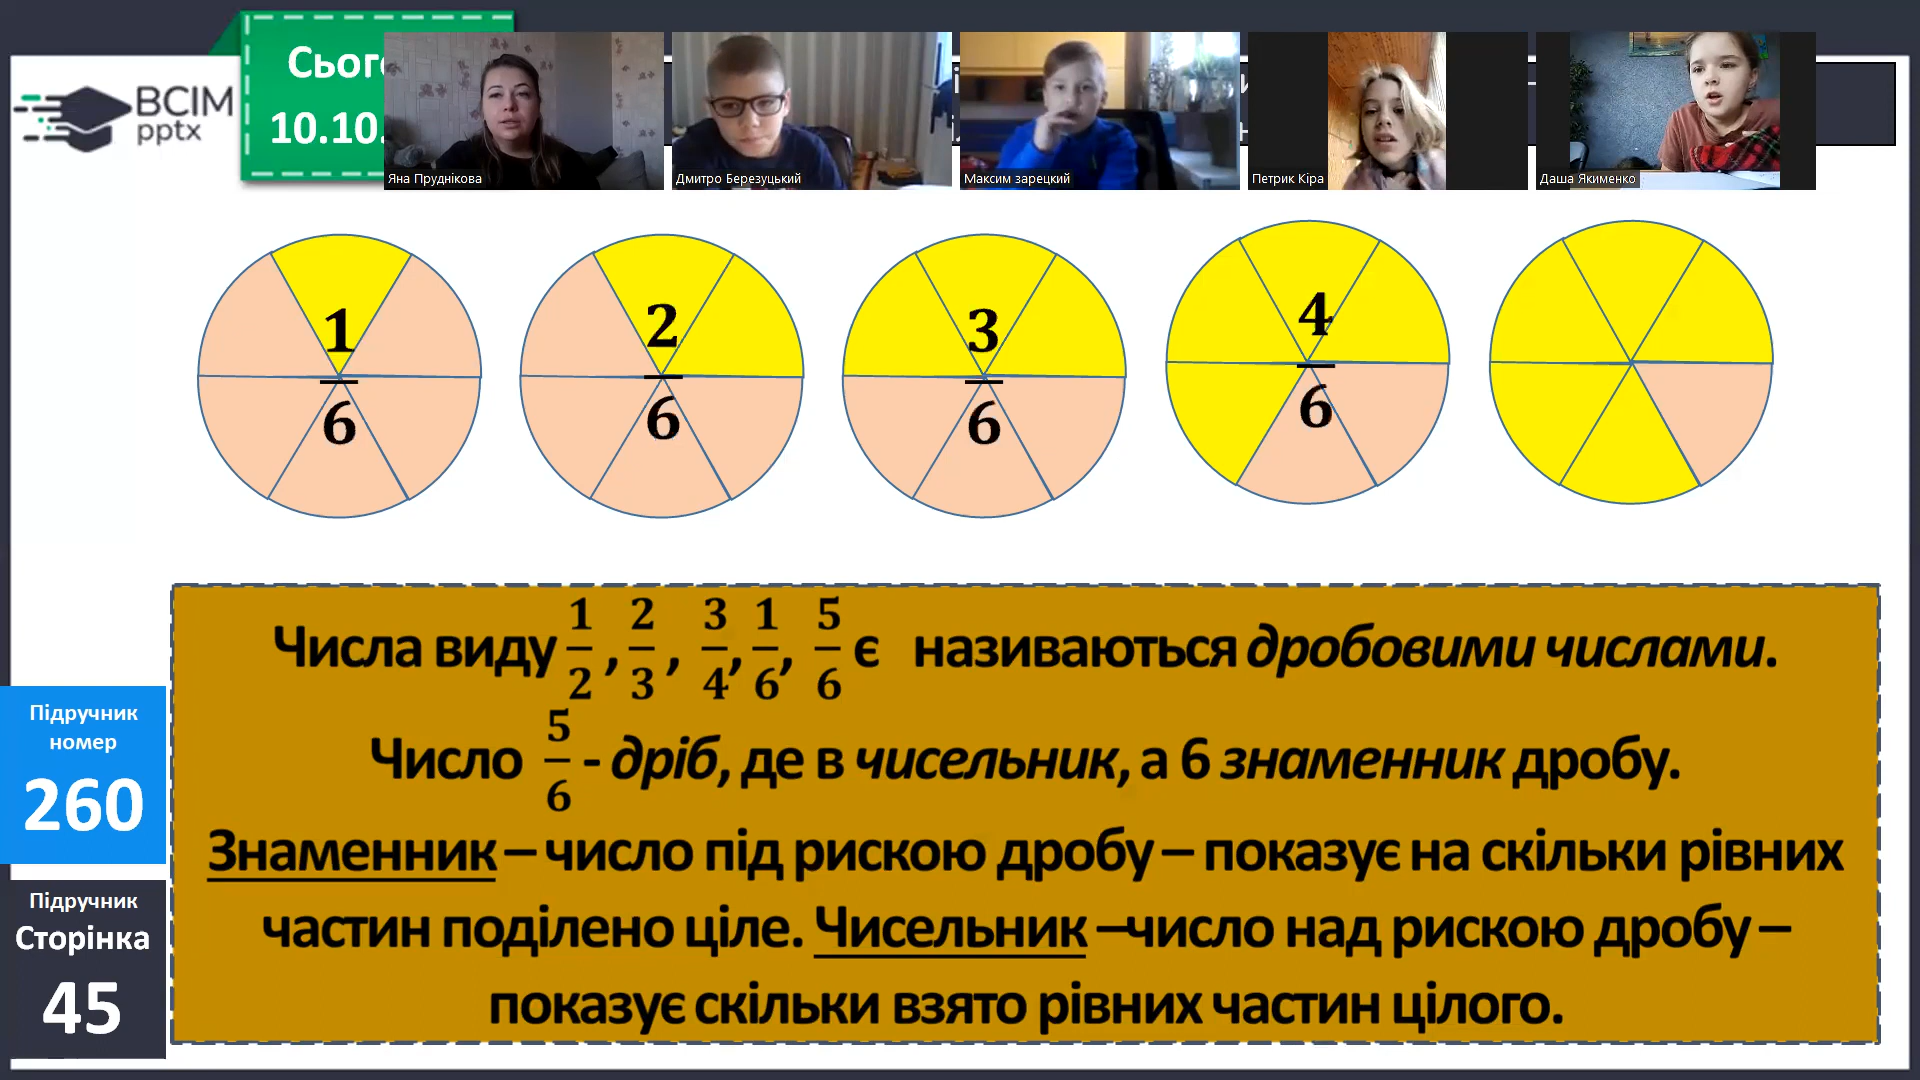 ВСІМ
pptx
Сього
10.10.
Яна Пруднікова
Дмитро Березуцький
Максим зарецкий
Петрик Кіра
Даша Якименко
1/6
2/6
3/6
4/6
Числа виду 1/2 , 2/3 , 3/4, 1/6, 5/6 є називаються дробовими числами.
Число 5/6 - дріб, де в чисельник, а 6 знаменник дробу.
Знаменник – число під рискою дробу – показує на скільки рівних
частин поділено ціле. Чисельник –число над рискою дробу –
показує скільки взято рівних частин цілого.
Підручник
номер
260
Підручник
Сторінка
45